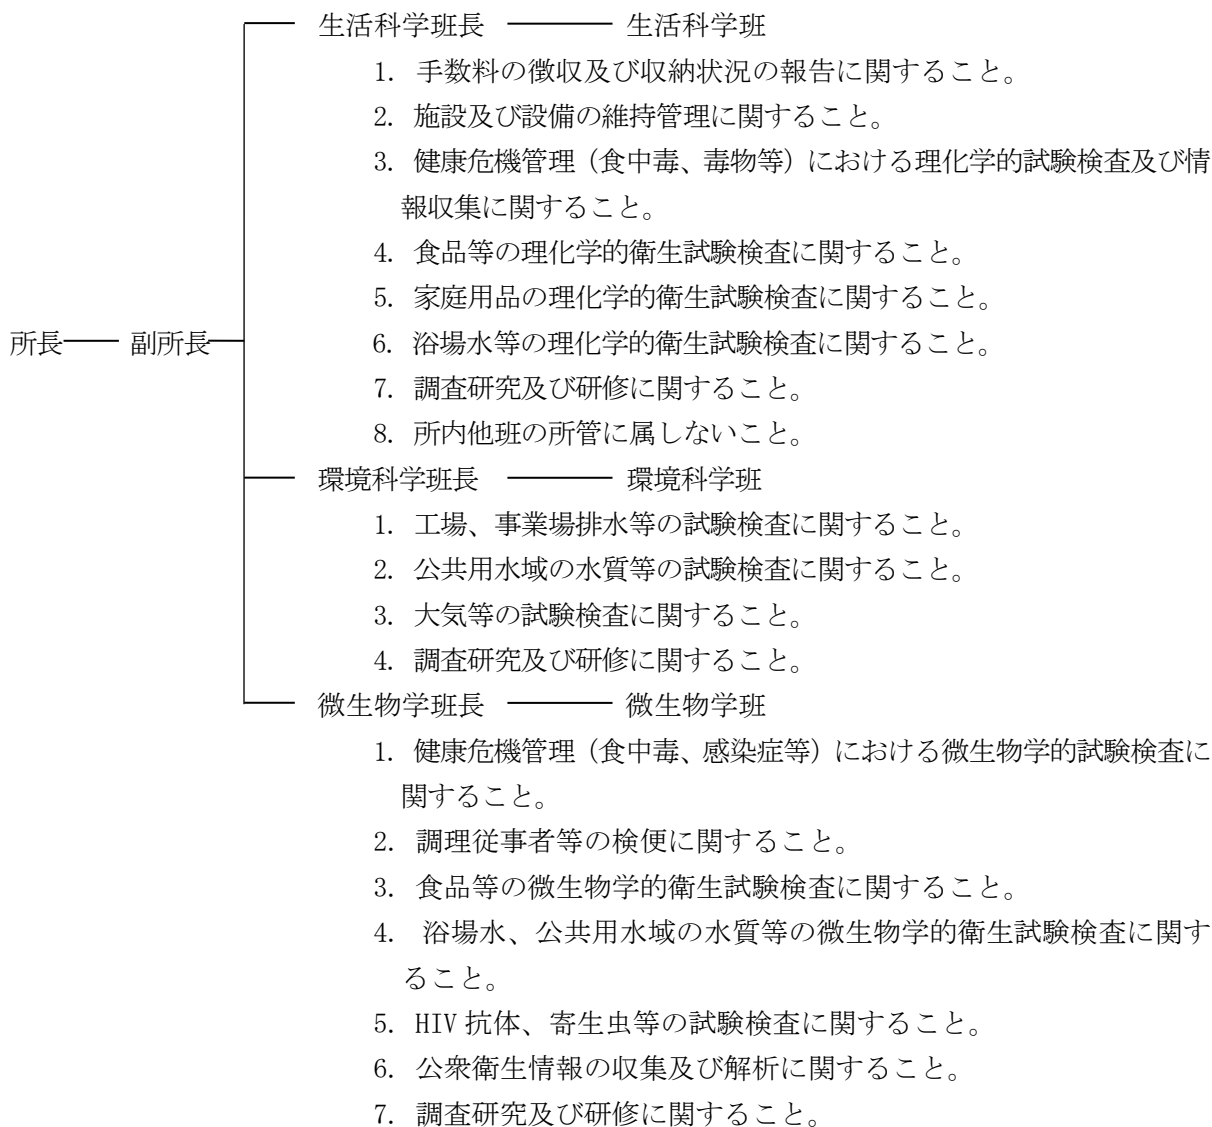 生活科学班長 生活科学班
1. 手数料の徴収及び収納状況の報告に関すること。
2. 施設及び設備の維持管理に関すること。
3. 健康危機管理（食中毒、毒物等）における理化学的試験検査及び情
報収集に関すること。
4. 食品等の理化学的衛生試験検査に関すること。
5. 家庭用品の理化学的衛生試験検査に関すること。
所長 副所長
6. 浴場水等の理化学的衛生試験検査に関すること。
7. 調査研究及び研修に関すること。
8. 所内他班の所管に属しないこと。
環境科学班長 環境科学班
1. 工場、事業場排水等の試験検査に関すること。
2. 公共用水域の水質等の試験検査に関すること。
3. 大気等の試験検査に関すること。
4. 調査研究及び研修に関すること。
微生物学班長 微生物学班
1. 健康危機管理（食中毒、感染症等）における微生物学的試験検査に
関すること。
2. 調理従事者等の検便に関すること。
3. 食品等の微生物学的衛生試験検査に関すること。
4. 浴場水、公共用水域の水質等の微生物学的衛生試験検査に関す
ること。
5. HIV 抗体、寄生虫等の試験検査に関すること。
6. 公衆衛生情報の収集及び解析に関すること。
7. 調査研究及び研修に関すること。